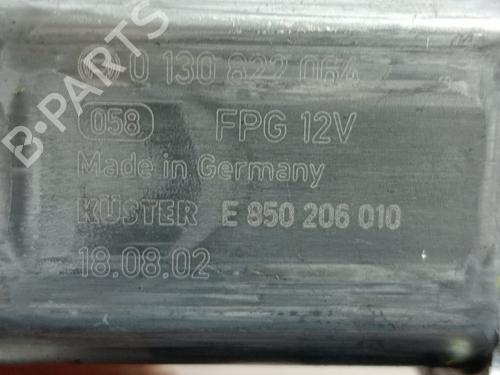 0 130 822 064
058 FPG 12V
Made in Germany
KÜSTER E 850 206 010
18.08.02
B-PARTS